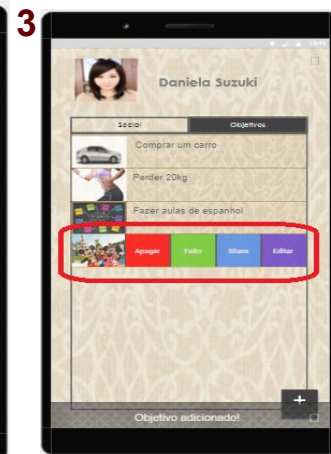 3
Daniela Suzuki
Social Objetivos
Comprar um carro
Perder 20kg
Fazer aulas de espanhol
Apagar Feito Share Editar
+
Objetivo adicionado!